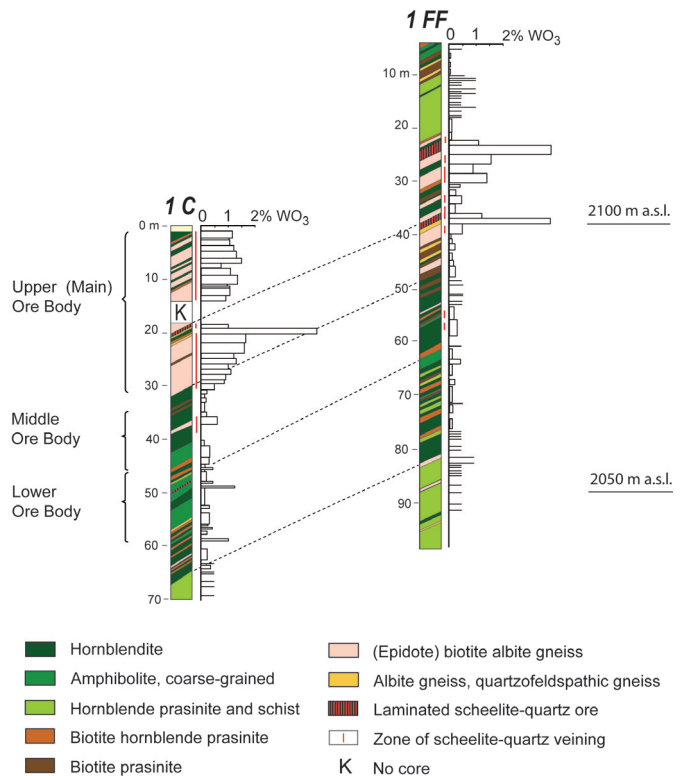 1 FF
0 1 2% WO3
10 m
20
30
40
50
60
70
80
90
2100 m a.s.l.
2050 m a.s.l.
1 C
0 1 2% WO3
0 m
10
K
20
30
40
50
60
70
Upper (Main)
Ore Body
Middle
Ore Body
Lower
Ore Body
Hornblendite
Amphibolite, coarse-grained
Hornblende prasinite and schist
Biotite hornblende prasinite
Biotite prasinite
(Epidote) biotite albite gneiss
Albite gneiss, quartzofeldspathic gneiss
Laminated scheelite-quartz ore
Zone of scheelite-quartz veining
K No core